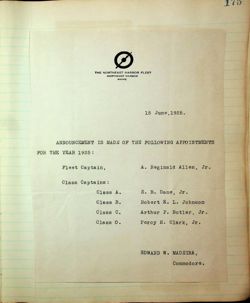 175
THE NORTHEAST HARBOR FLEET
NORTHEAST HARBOR
MAINE
15 June, 1935.
ANNOUNCEMENT IS MADE OF THE FOLLOWING APPOINTMENTS
FOR THE YEAR 1935:
Fleet Captain, A. Reginald Allen, Jr.
Class Captains:
Class A. S. B. Dana, Jr.
Class B. Robert R. L. Johnson
Class C. Arthur P. Butler, Jr.
Class O. Percy H. Clark, Jr.
EDWARD W. MADEIRA,
Commodore.